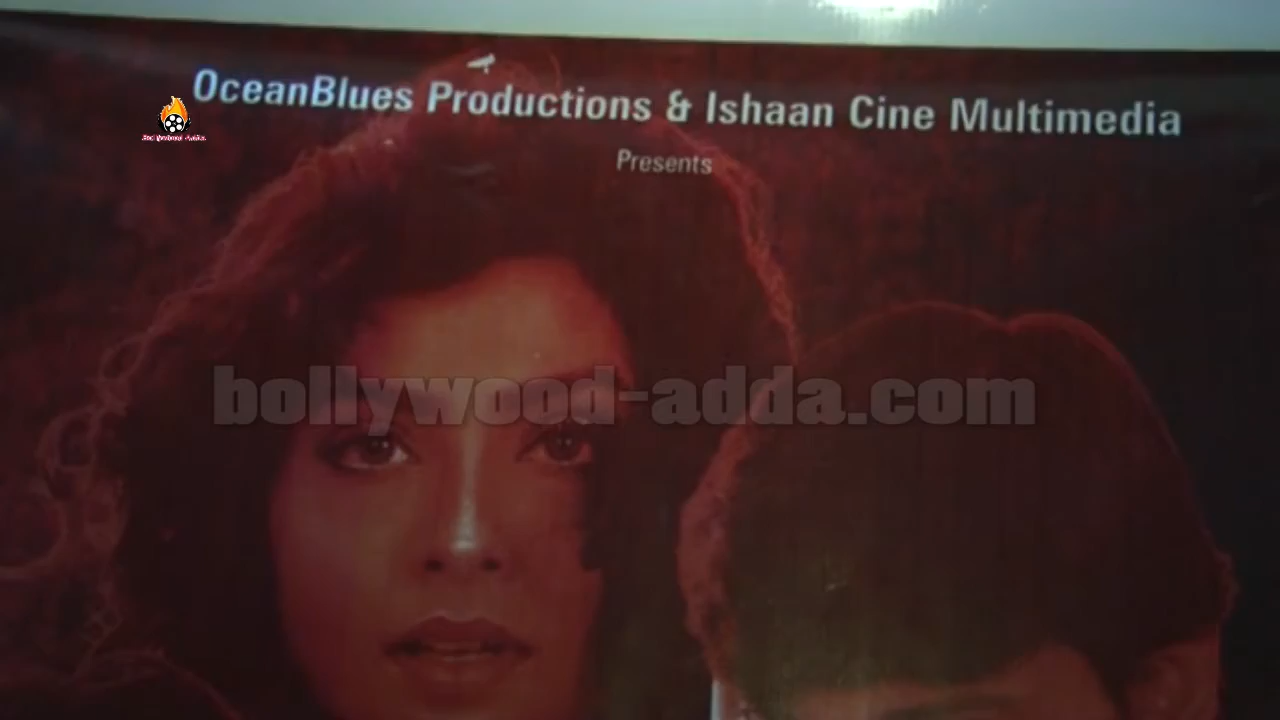 OceanBlues Productions & Ishaan Cine Multimedia
Presents
bollywood-adda.com